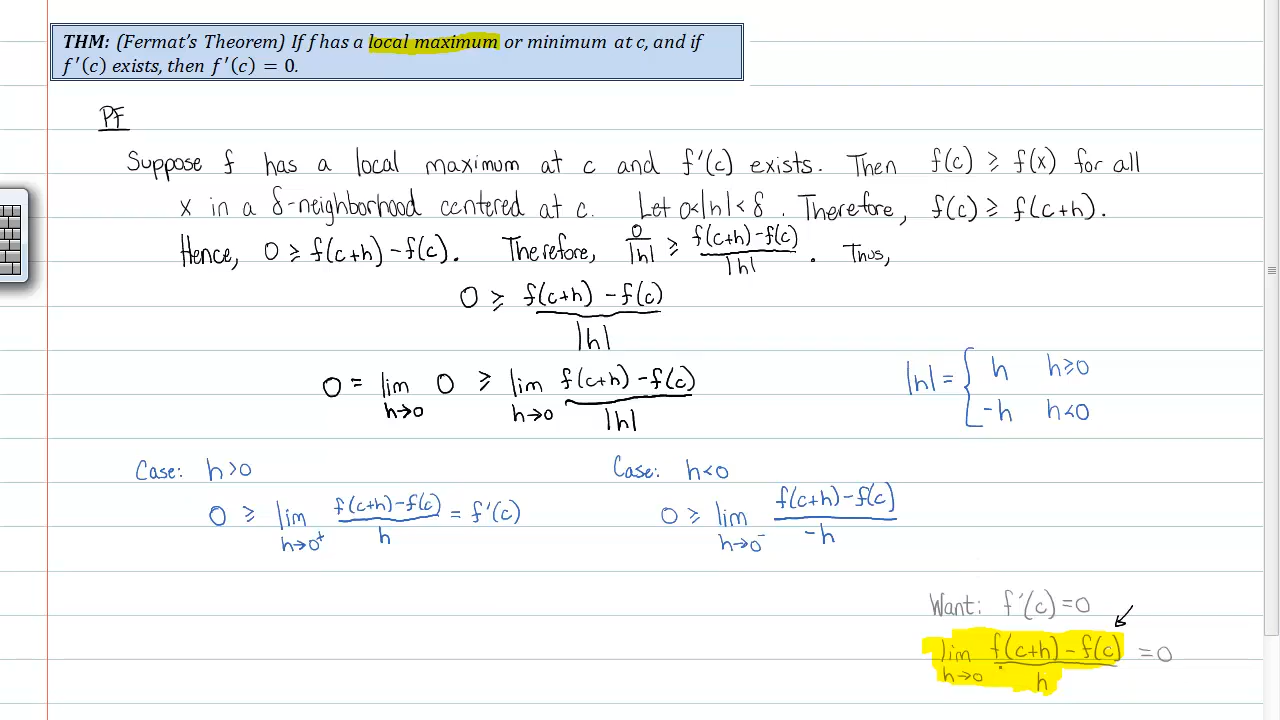 THM: (Fermat's Theorem) If f has a local maximum or minimum at c, and if
f'(c) exists, then f'(c) = 0.
PF
Suppose f has a local maximum at c and f'(c) exists. Then f(c) ≥ f(x) for all
x in a δ-neighborhood centered at c. Let 0<|h|<δ. Therefore, f(c) ≥ f(c+h).
Hence, 0 ≥ f(c+h) - f(c). Therefore, 0/|h| ≥ (f(c+h) - f(c))/|h|. Thus,
0 ≥ (f(c+h) - f(c))/|h|
0 = lim h→0 0 ≥ lim h→0 (f(c+h) - f(c))/|h|
|h| = { h h≥0
-h h<0
Case: h>0
0 ≥ lim h→0⁺ (f(c+h) - f(c))/h = f'(c)
Case: h<0
0 ≥ lim h→0⁻ (f(c+h) - f(c))/-h
Want: f'(c) = 0
lim h→0 (f(c+h) - f(c))/h = 0